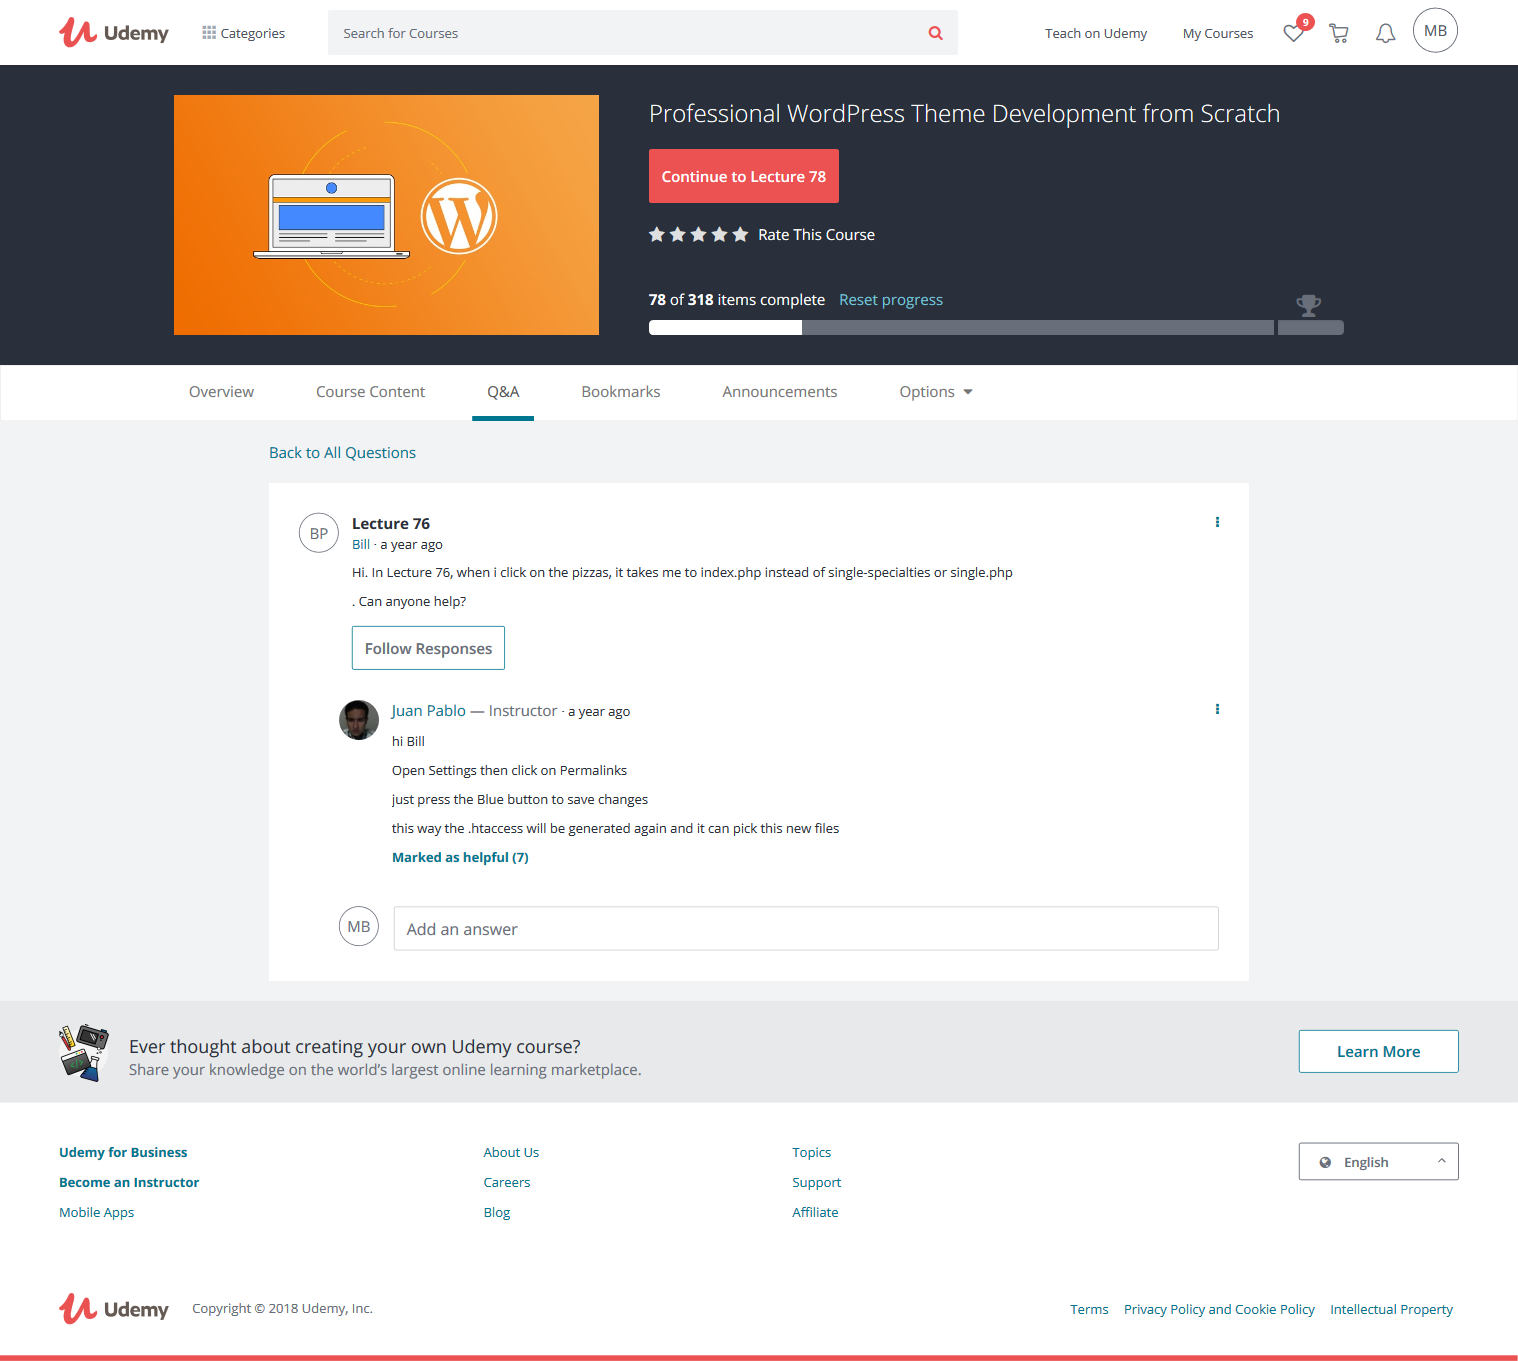 Udemy
Categories
Search for Courses
Teach on Udemy
My Courses
9
MB
Professional WordPress Theme Development from Scratch
Continue to Lecture 78
Rate This Course
78 of 318 items complete Reset progress
Overview
Course Content
Q&A
Bookmarks
Announcements
Options
Back to All Questions
BP
Lecture 76
Bill · a year ago
Hi. In Lecture 76, when i click on the pizzas, it takes me to index.php instead of single-specialties or single.php
. Can anyone help?
Follow Responses
Juan Pablo — Instructor · a year ago
hi Bill
Open Settings then click on Permalinks
just press the Blue button to save changes
this way the .htaccess will be generated again and it can pick this new files
Marked as helpful (7)
MB
Add an answer
Ever thought about creating your own Udemy course?
Share your knowledge on the world's largest online learning marketplace.
Learn More
Udemy for Business
Become an Instructor
Mobile Apps
About Us
Careers
Blog
Topics
Support
Affiliate
English
Udemy
Copyright © 2018 Udemy, Inc.
Terms
Privacy Policy and Cookie Policy
Intellectual Property